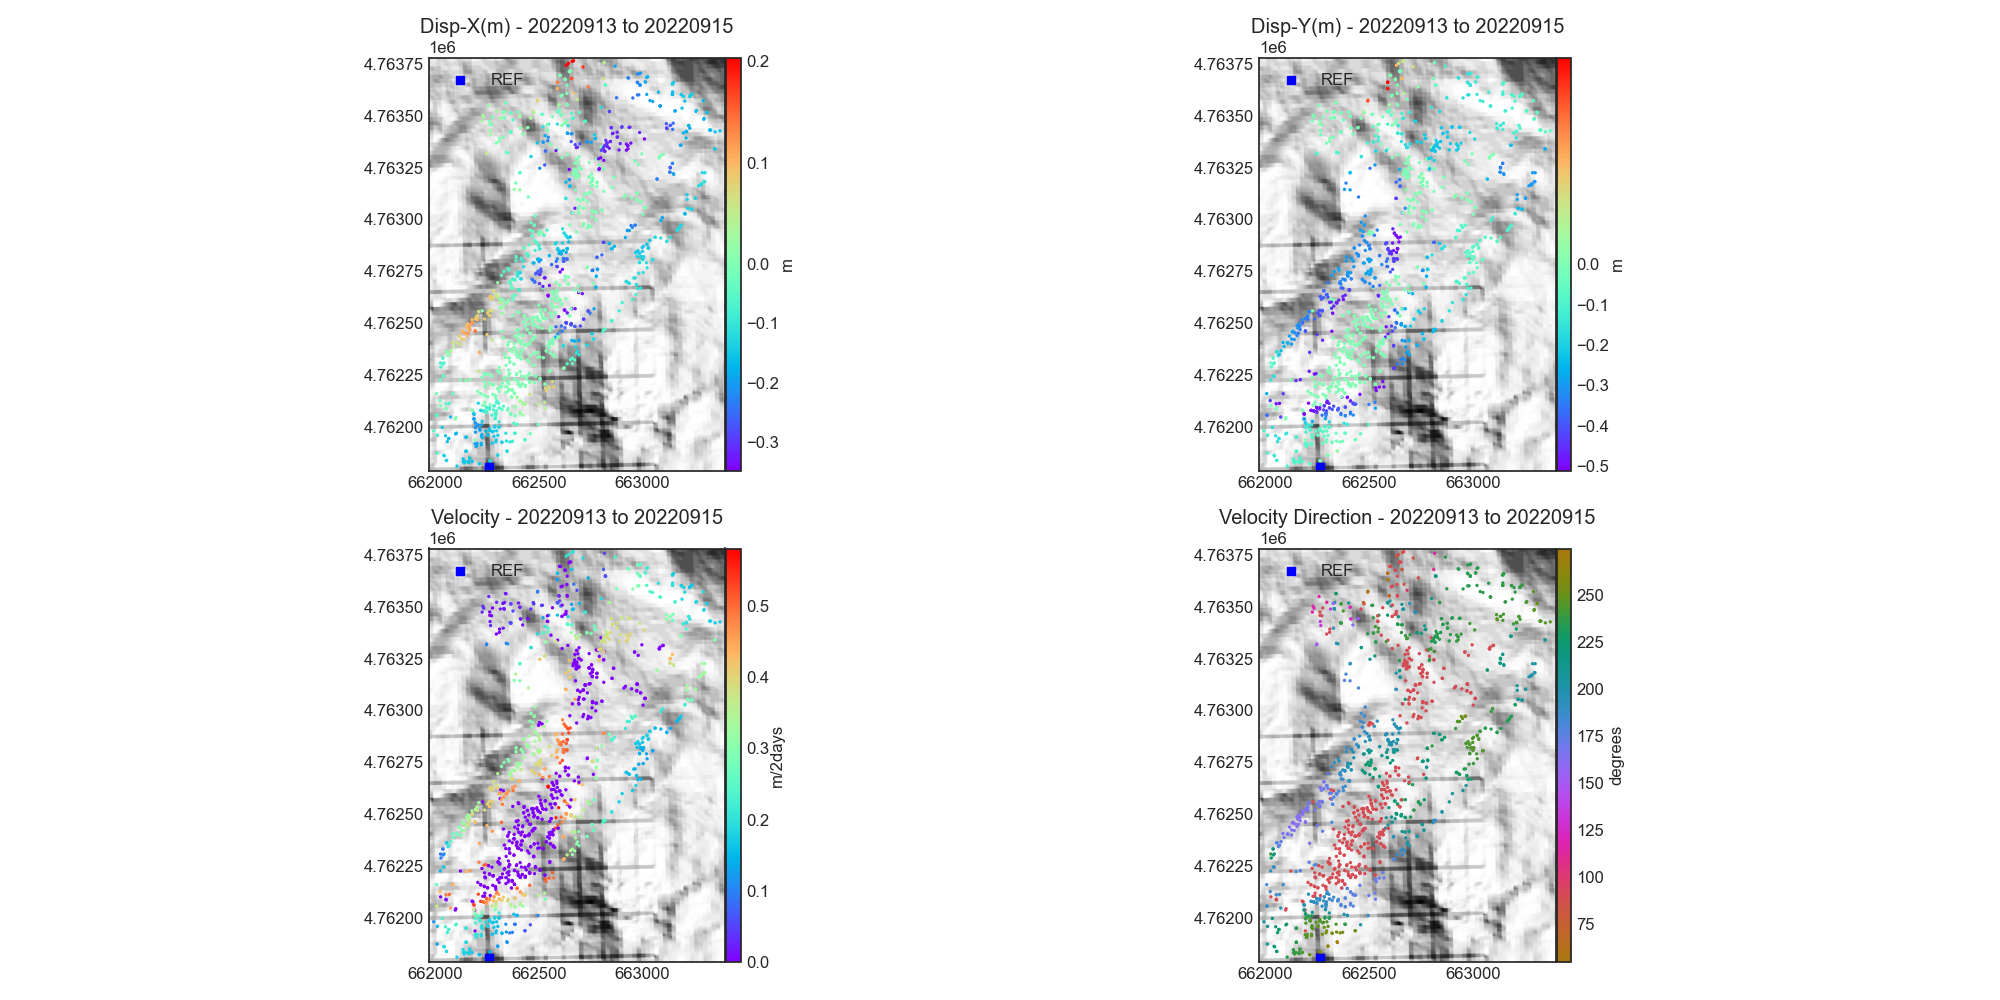 Disp-X(m) - 20220913 to 20220915
1e6
REF
4.76375
4.76350
4.76325
4.76300
4.76275
4.76250
4.76225
4.76200
662000 662500 663000
0.2
0.1
0.0
−0.1
−0.2
−0.3
m
Disp-Y(m) - 20220913 to 20220915
1e6
REF
4.76375
4.76350
4.76325
4.76300
4.76275
4.76250
4.76225
4.76200
662000 662500 663000
0.0
−0.1
−0.2
−0.3
−0.4
−0.5
m
Velocity - 20220913 to 20220915
1e6
REF
4.76375
4.76350
4.76325
4.76300
4.76275
4.76250
4.76225
4.76200
662000 662500 663000
0.5
0.4
0.3
0.2
0.1
0.0
m/2days
Velocity Direction - 20220913 to 20220915
1e6
REF
4.76375
4.76350
4.76325
4.76300
4.76275
4.76250
4.76225
4.76200
662000 662500 663000
250
225
200
175
150
125
100
75
degrees